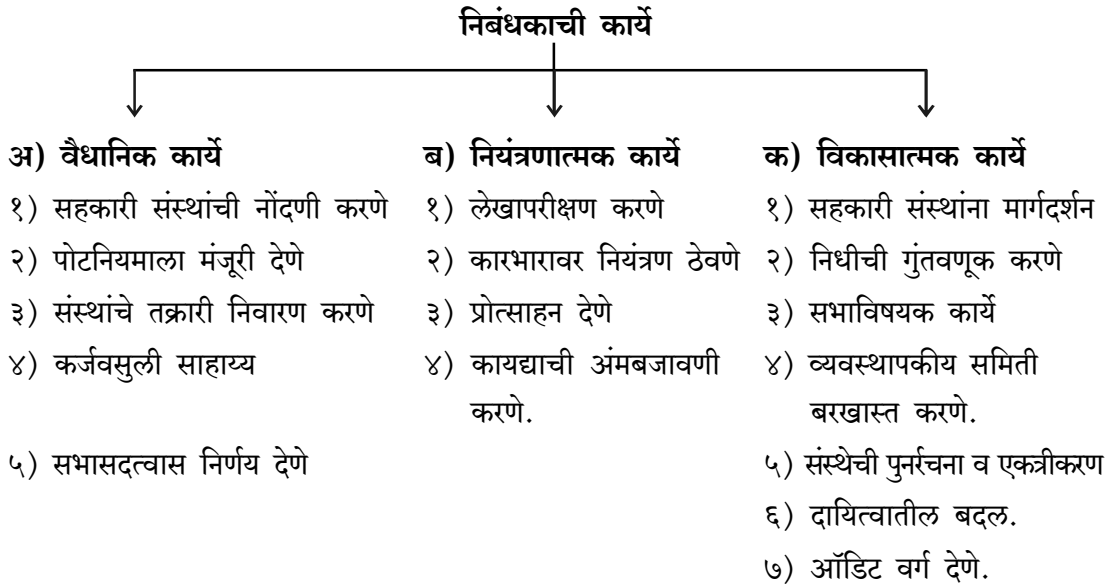 निबंधकाची कार्ये
अ) वैधानिक कार्ये
१) सहकारी संस्थांची नोंदणी करणे
२) पोटनियमाला मंजूरी देणे
३) संस्थांचे तक्रारी निवारण करणे
४) कर्जवसुली साहाय्य
५) सभासदत्वास निर्णय देणे
ब) नियंत्रणात्मक कार्ये
१) लेखापरीक्षण करणे
२) कारभारावर नियंत्रण ठेवणे
३) प्रोत्साहन देणे
४) कायद्याची अंमबजावणी
करणे.
क) विकासात्मक कार्ये
१) सहकारी संस्थांना मार्गदर्शन
२) निधीची गुंतवणूक करणे
३) सभाविषयक कार्ये
४) व्यवस्थापकीय समिती
बरखास्त करणे.
५) संस्थेची पुनर्रचना व एकत्रीकरण
६) दायित्वातील बदल.
७) ऑडिट वर्ग देणे.